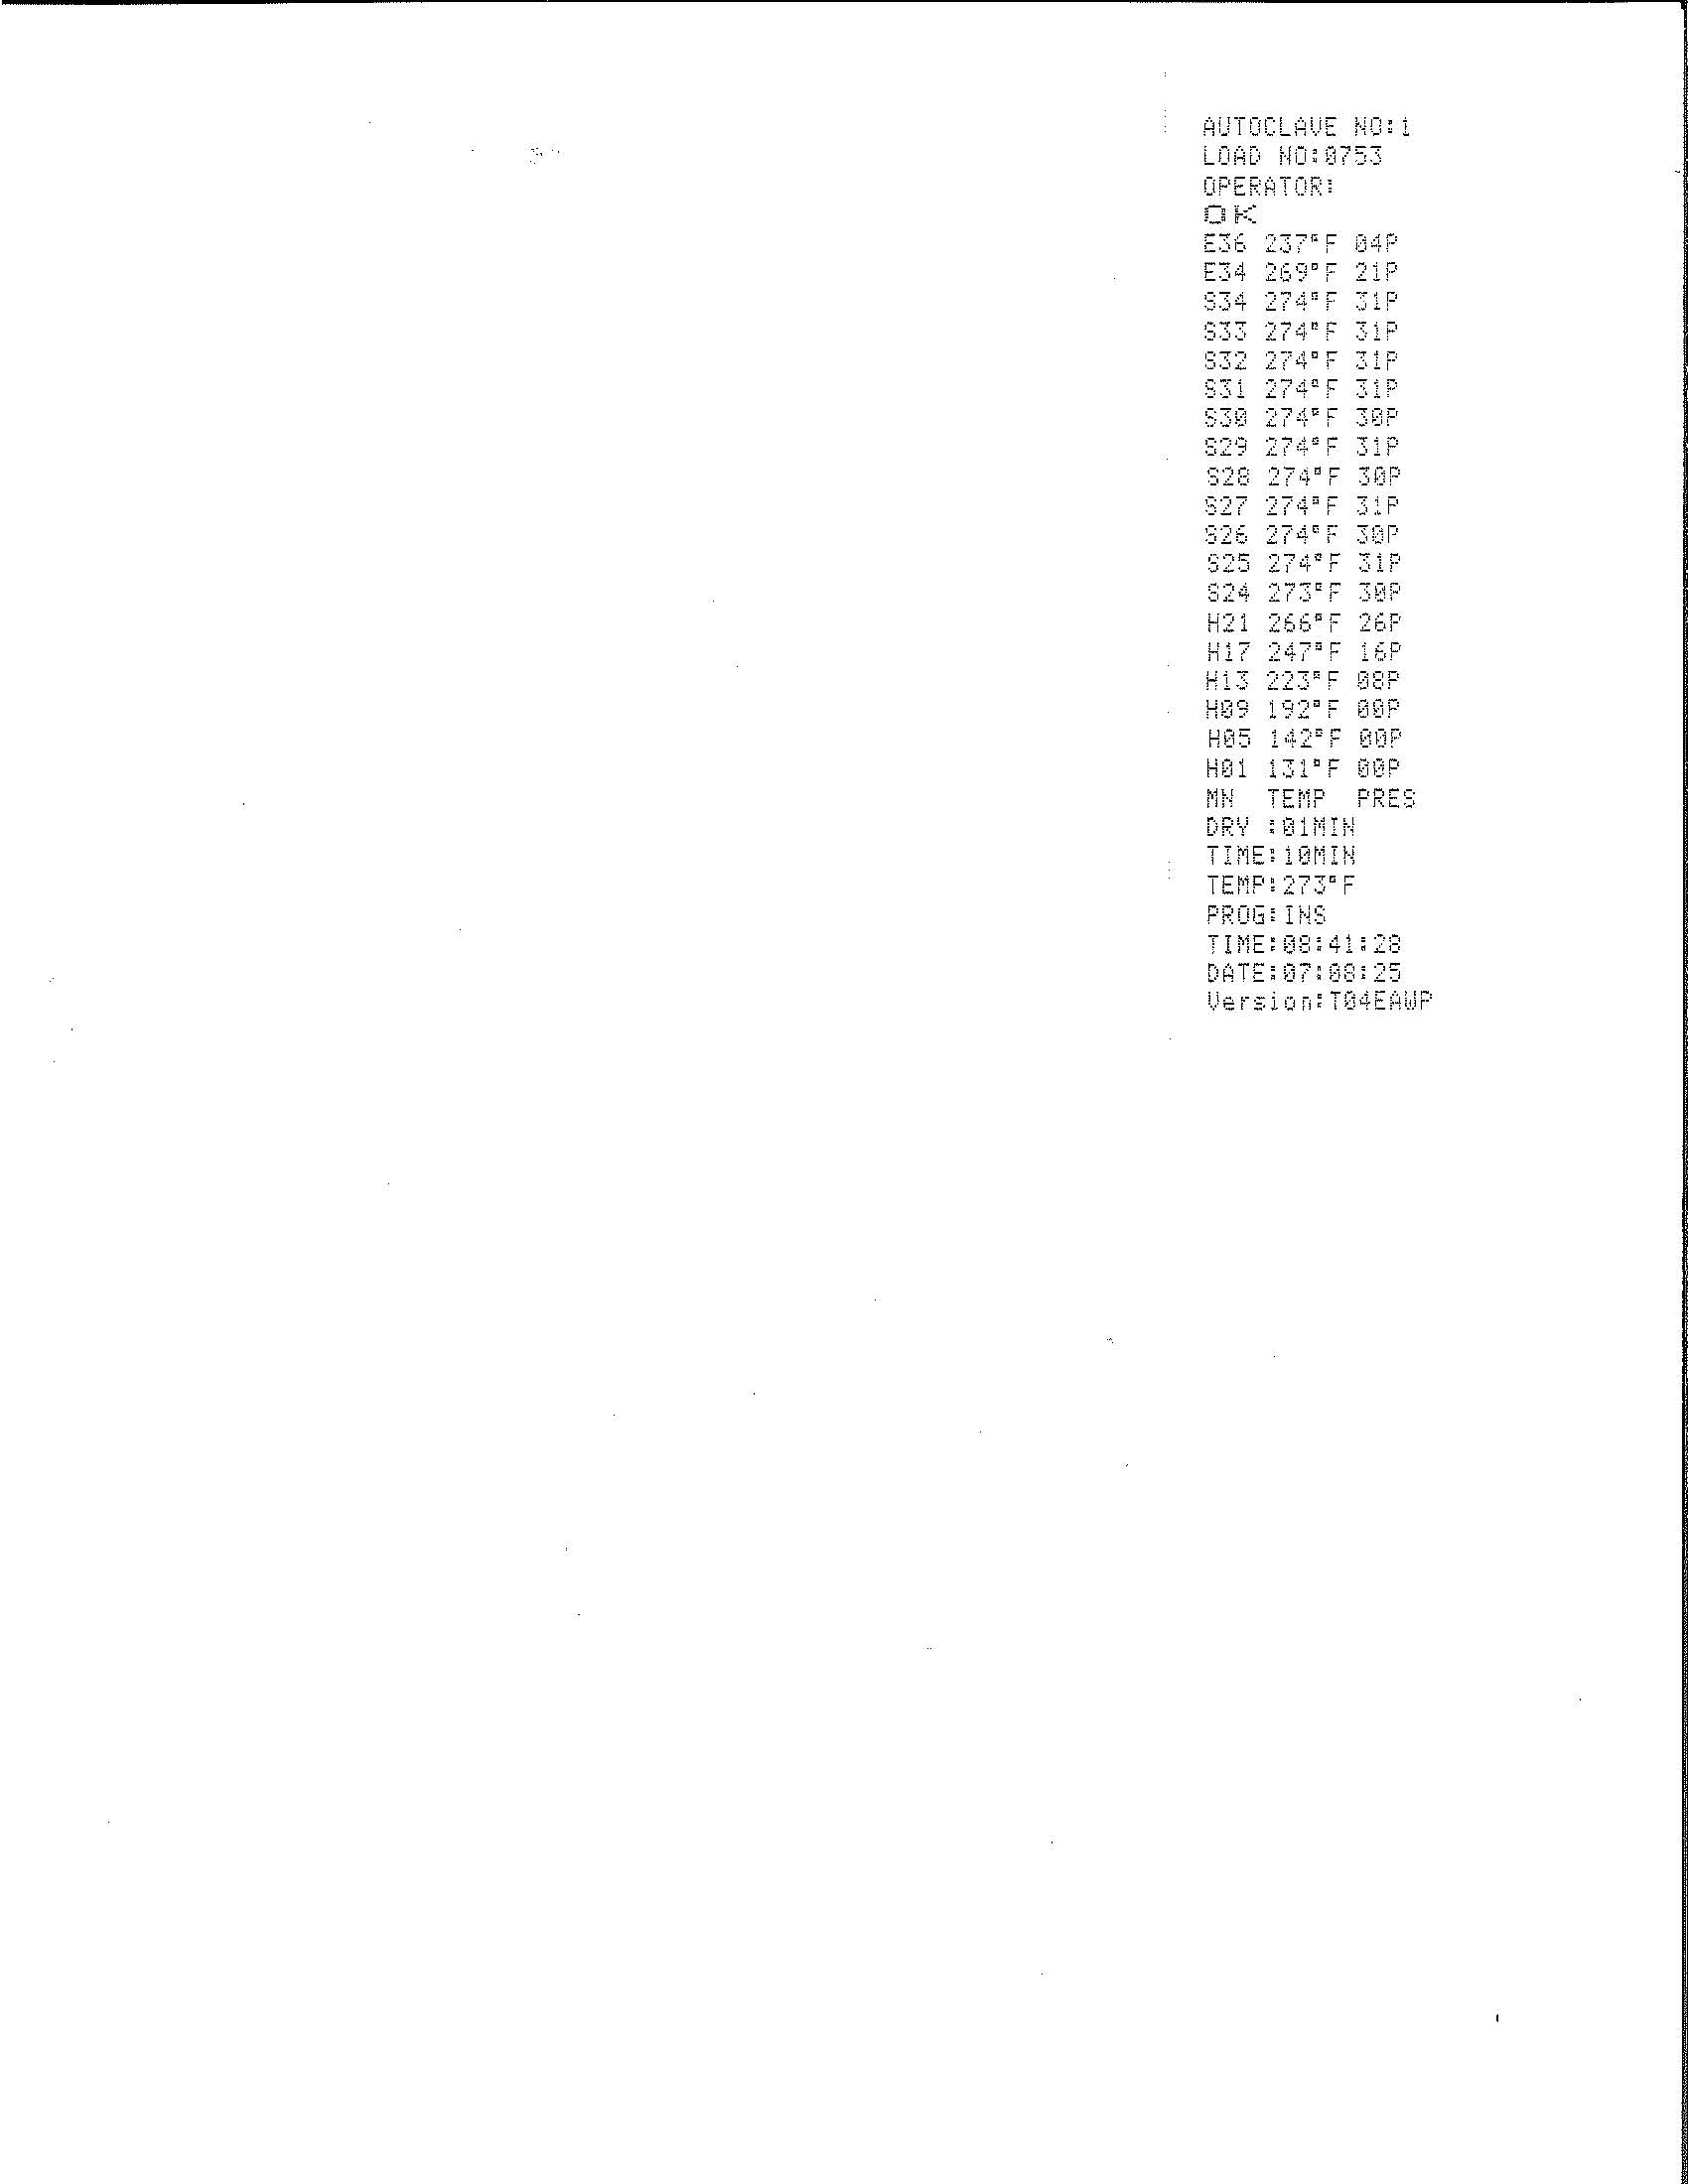 AUTOCLAVE NO:1
LOAD NO:0753
OPERATOR:
OK
E36 237°F 04P
E34 269°F 21P
S34 274°F 31P
S33 274°F 31P
S32 274°F 31P
S31 274°F 31P
S30 274°F 30P
S29 274°F 31P
S28 274°F 30P
S27 274°F 31P
S26 274°F 30P
S25 274°F 31P
S24 273°F 30P
H21 266°F 26P
H17 247°F 16P
H13 223°F 08P
H09 192°F 00P
H05 142°F 00P
H01 131°F 00P
MN TEMP PRES
DRY :01MIN
TIME:10MIN
TEMP:273°F
PROG:INS
TIME:08:41:28
DATE:07:08:25
Version:T04EAWP